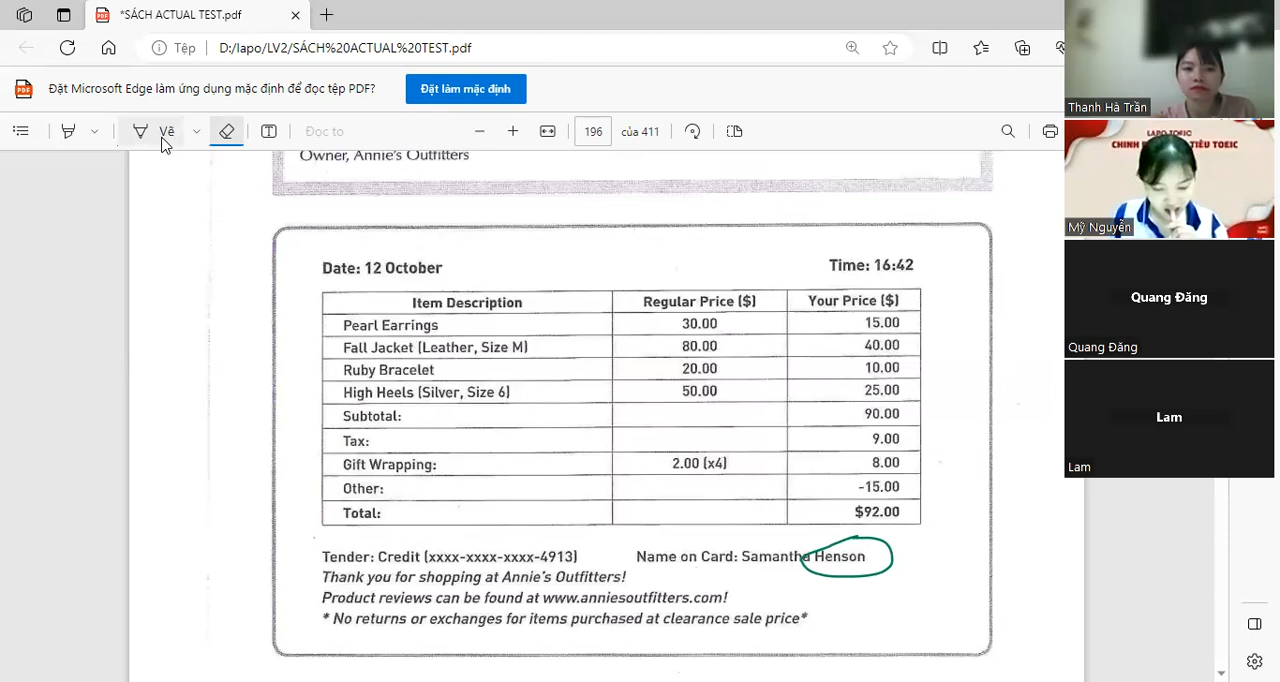 *SÁCH ACTUAL TEST.pdf
Tệp
D:/lapo/LV2/SÁCH%20ACTUAL%20TEST.pdf
Đặt Microsoft Edge làm ứng dụng mặc định để đọc tệp PDF?
Đặt làm mặc định
Vẽ
Đọc to
196 của 411
Owner, Annie's Outfitters
Date: 12 October Time: 16:42
Item Description Regular Price ($) Your Price ($)
Pearl Earrings 30.00 15.00
Fall Jacket (Leather, Size M) 80.00 40.00
Ruby Bracelet 20.00 10.00
High Heels (Silver, Size 6) 50.00 25.00
Subtotal: 90.00
Tax: 9.00
Gift Wrapping: 2.00 (x4) 8.00
Other: -15.00
Total: $92.00
Tender: Credit (xxxx-xxxx-xxxx-4913) Name on Card: Samantha Henson
Thank you for shopping at Annie's Outfitters!
Product reviews can be found at www.anniesoutfitters.com!
* No returns or exchanges for items purchased at clearance sale price*
Thanh Hà Trần
LAPO TOEIC
CHINH TIÊU TOEIC
Mỹ Nguyễn
Quang Đăng
Quang Đăng
Lam
Lam